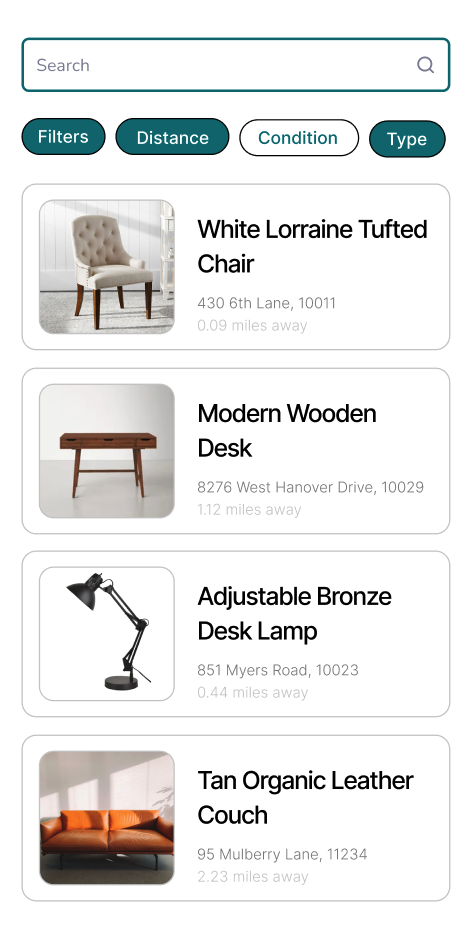 Search
Filters Distance Condition Type
White Lorraine Tufted
Chair
430 6th Lane, 10011
0.09 miles away
Modern Wooden
Desk
8276 West Hanover Drive, 10029
1.12 miles away
Adjustable Bronze
Desk Lamp
851 Myers Road, 10023
0.44 miles away
Tan Organic Leather
Couch
95 Mulberry Lane, 11234
2.23 miles away